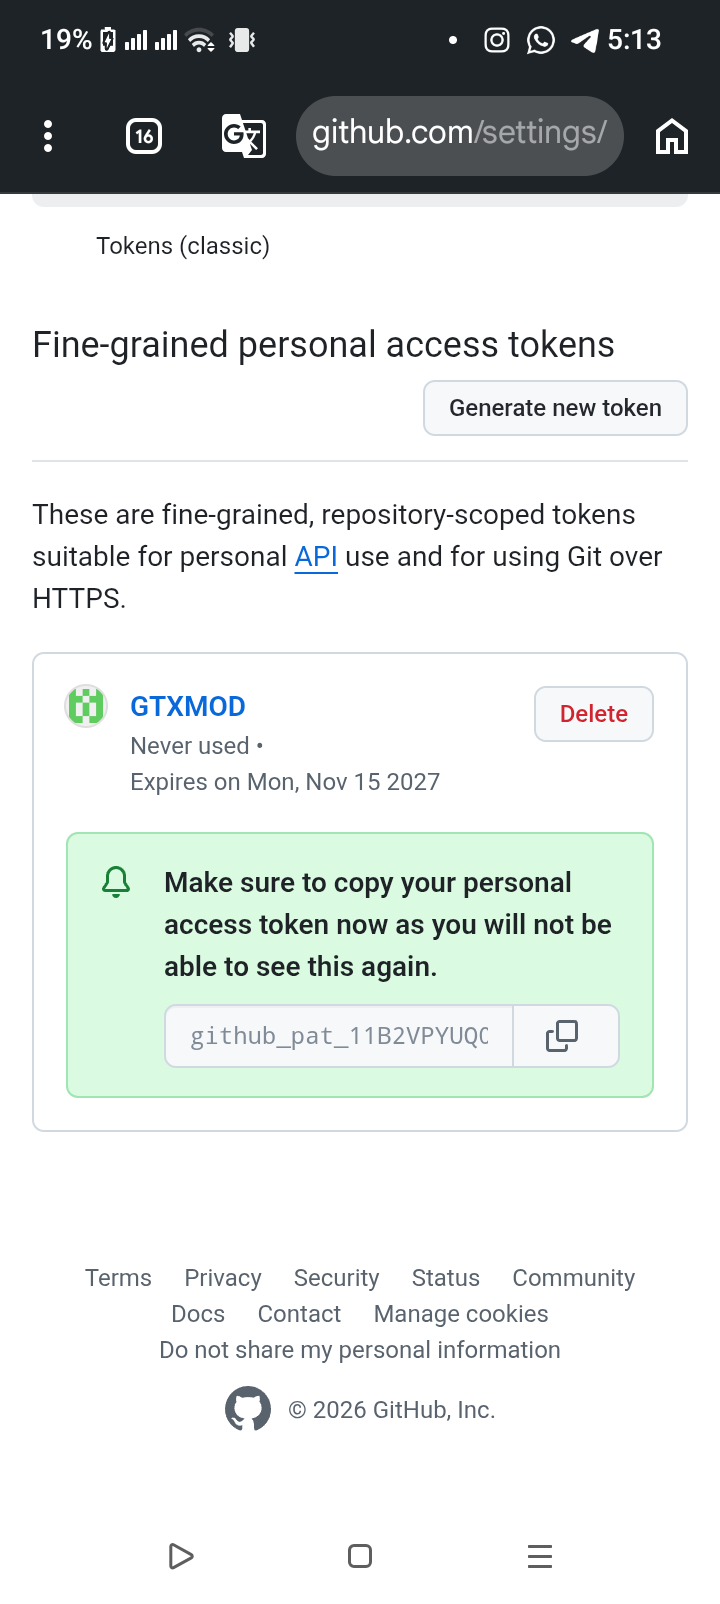 19% 5:13
16 github.com/settings/
Tokens (classic)
Fine-grained personal access tokens
Generate new token
These are fine-grained, repository-scoped tokens
suitable for personal API use and for using Git over
HTTPS.
GTXMOD
Delete
Never used •
Expires on Mon, Nov 15 2027
Make sure to copy your personal
access token now as you will not be
able to see this again.
github_pat_11B2VPYUQ
Terms Privacy Security Status Community
Docs Contact Manage cookies
Do not share my personal information
© 2026 GitHub, Inc.